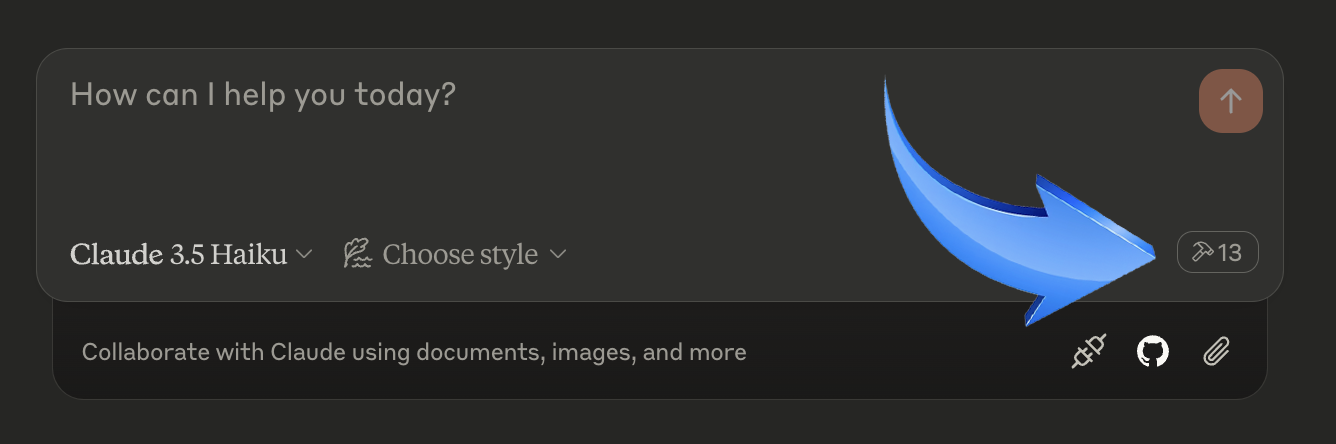 How can I help you today?
Claude 3.5 Haiku Choose style 13
Collaborate with Claude using documents, images, and more